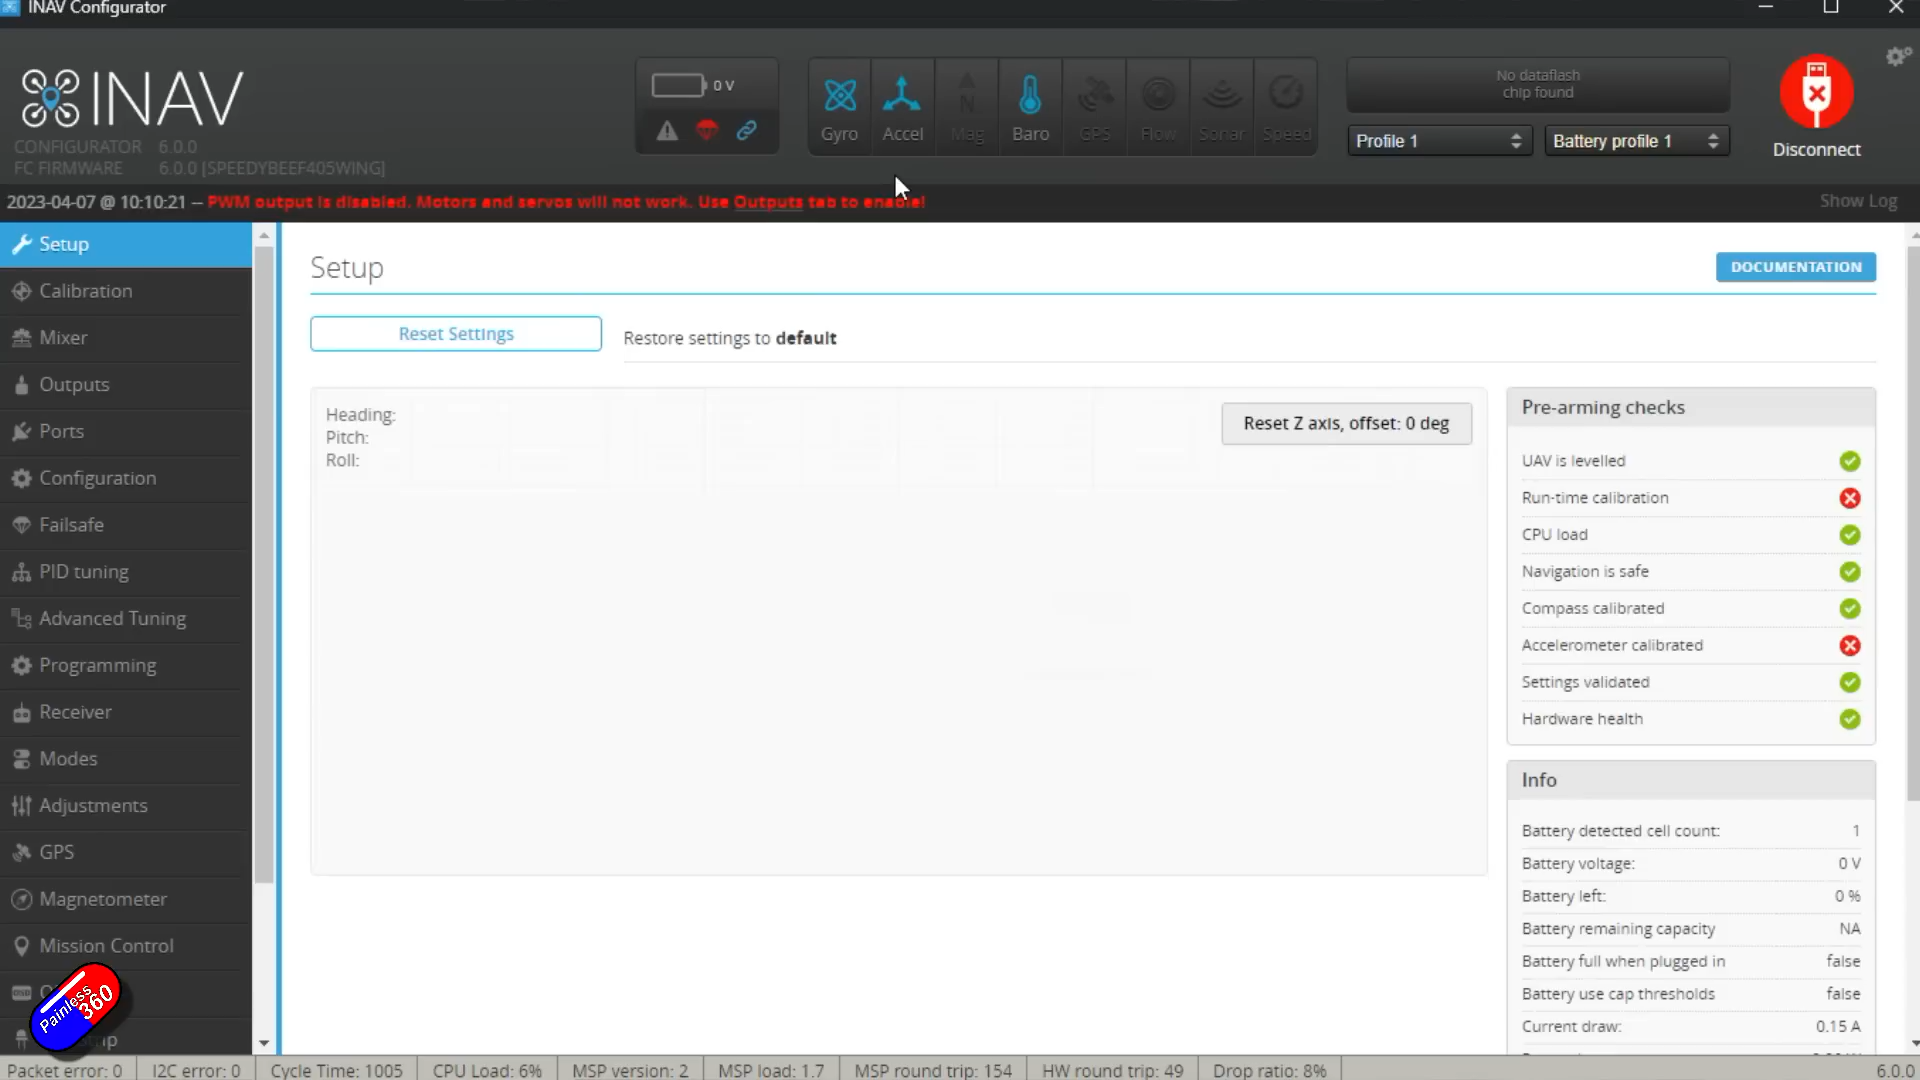 INAV Configurator
INAV
CONFIGURATOR 6.0.0
FC FIRMWARE 6.0.0 [SPEEDYBEEF405WING]
0 V
Gyro
Accel
Mag
Baro
GPS
Flow
Sonar
Speed
No dataflash
chip found
Profile 1
Battery profile 1
Disconnect
2023-04-07 @ 10:10:21 -- PWM output is disabled. Motors and servos will not work. Use Outputs tab to enable!
Show Log
Setup
Calibration
Mixer
Outputs
Ports
Configuration
Failsafe
PID tuning
Advanced Tuning
Programming
Receiver
Modes
Adjustments
GPS
Magnetometer
Mission Control
Painless
360
Setup
DOCUMENTATION
Reset Settings
Restore settings to default
Heading:
Pitch:
Roll:
Reset Z axis, offset: 0 deg
Pre-arming checks
UAV is levelled
Run-time calibration
CPU load
Navigation is safe
Compass calibrated
Accelerometer calibrated
Settings validated
Hardware health
Info
Battery detected cell count: 1
Battery voltage: 0 V
Battery left: 0 %
Battery remaining capacity NA
Battery full when plugged in false
Battery use cap thresholds false
Current draw: 0.15 A
Packet error: 0
I2C error: 0
Cycle Time: 1005
CPU Load: 6%
MSP version: 2
MSP load: 1.7
MSP round trip: 154
HW round trip: 49
Drop ratio: 8%
6.0.0